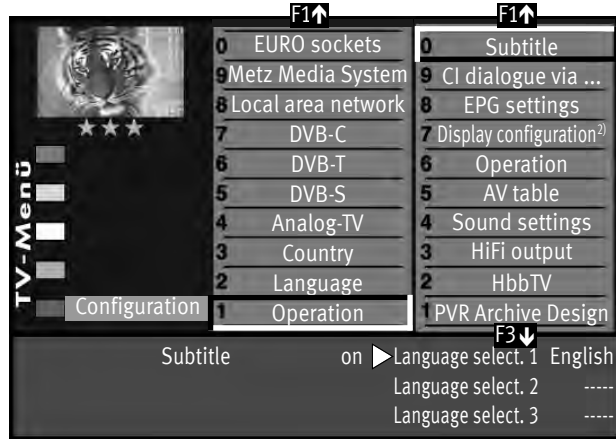 F1↑ F1↑
0 EURO sockets
9 Metz Media System
8 Local area network
7 DVB-C
6 DVB-T
5 DVB-S
4 Analog-TV
3 Country
2 Language
1 Operation
0 Subtitle
9 CI dialogue via ...
8 EPG settings
7 Display configuration2)
6 Operation
5 AV table
4 Sound settings
3 HiFi output
2 HbbTV
1 PVR Archive Design
F3↓
TV-Menü
Configuration
Subtitle on Language select. 1 English
Language select. 2 -----
Language select. 3 -----